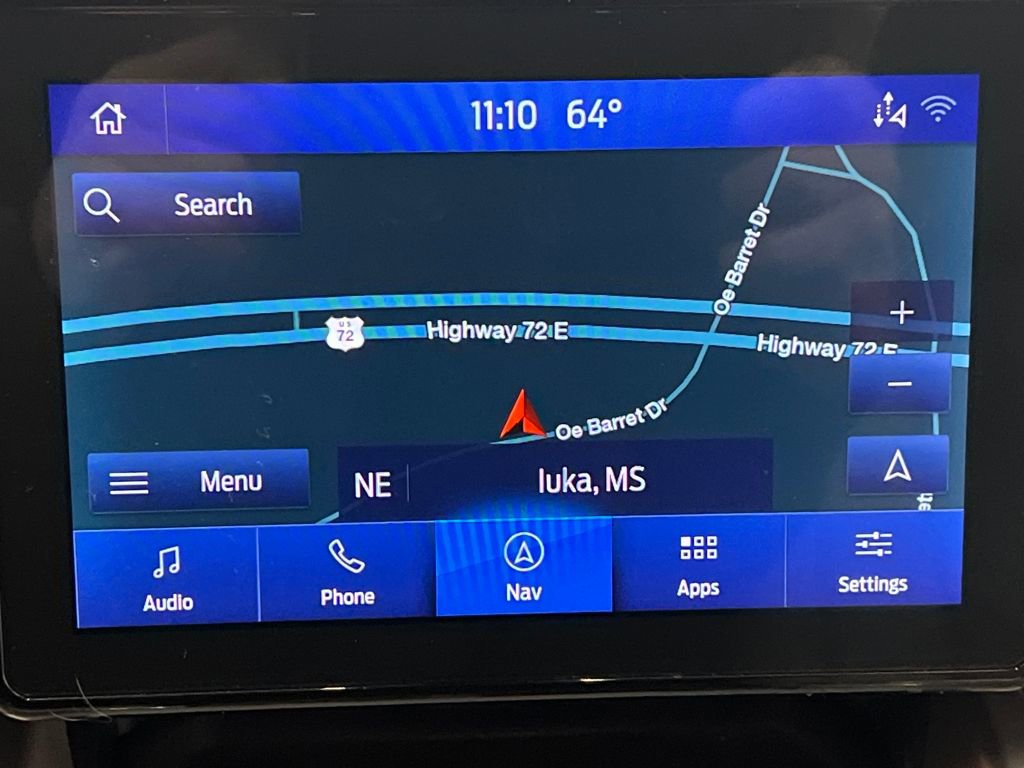 11:10 64°
Search
Oe Barret Dr
US
72
Highway 72 E
Highway 72 E
Oe Barret Dr
Menu
NE
Iuka, MS
Audio
Phone
Nav
Apps
Settings